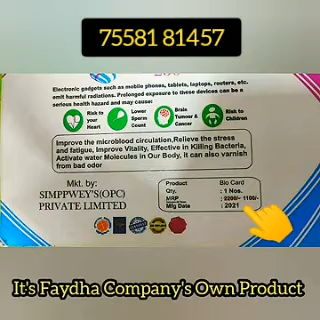 75581 81457
Electronic gadgets such as mobile phones, tablets, laptops, routers, etc.
emit harmful radiations. Prolonged exposure to these devices can be a
serious health hazard and may cause:
Risk to your Heart
Lower Sperm Count
Brain Tumour & Cancer
Risk to Children
Improve the microblood circulation,Relieve the stress
and fatigue, Improve Vitality, Effective in Killing Bacteria,
Activate water Molecules in Our Body, It can also varnish
from bad odor
Mkt. by:
SIMPPWEY'S(OPC)
PRIVATE LIMITED
Product Bio Card
Qty. : 1 Nos.
MRP : 2200/- 1100/-
Mfg Date : 2021
It's Faydha Company's Own Product